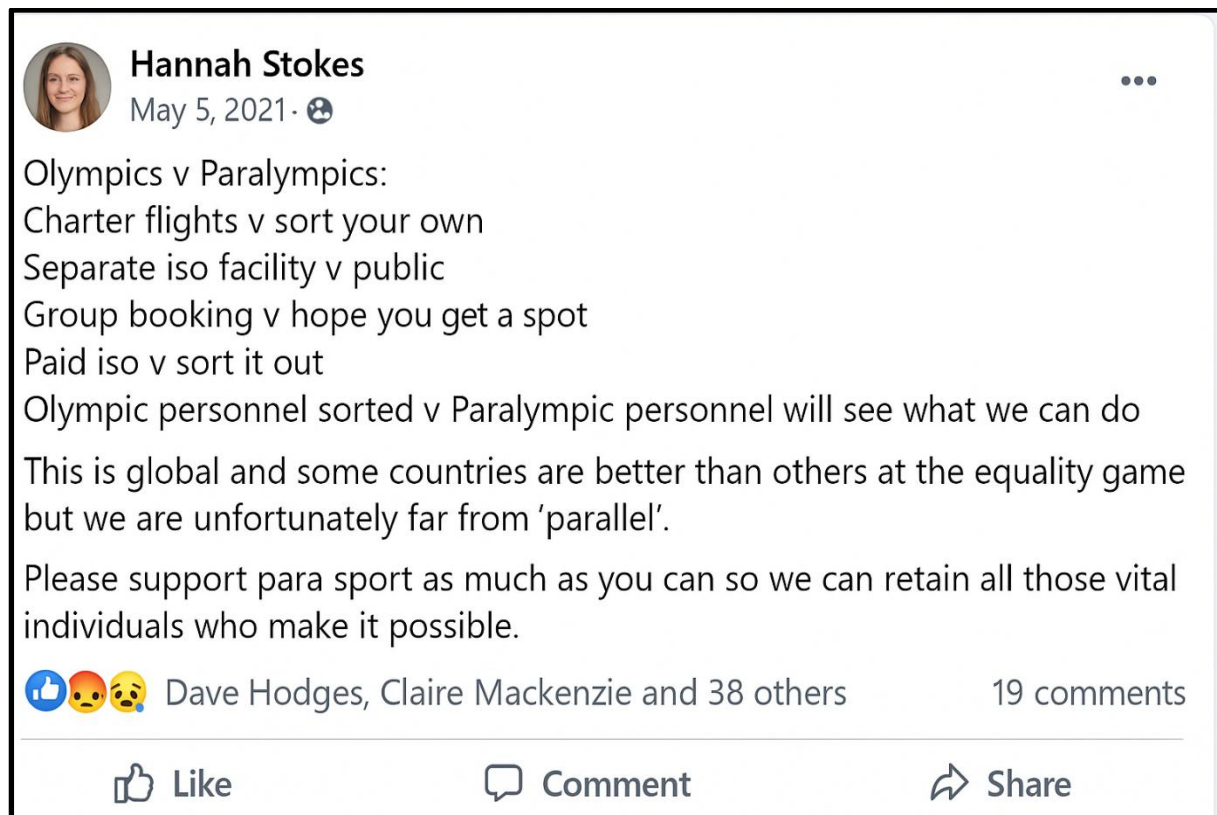 Hannah Stokes
May 5, 2021·
Olympics v Paralympics:
Charter flights v sort your own
Separate iso facility v public
Group booking v hope you get a spot
Paid iso v sort it out
Olympic personnel sorted v Paralympic personnel will see what we can do
This is global and some countries are better than others at the equality game
but we are unfortunately far from ‘parallel’.
Please support para sport as much as you can so we can retain all those vital
individuals who make it possible.
Dave Hodges, Claire Mackenzie and 38 others 19 comments
Like Comment Share